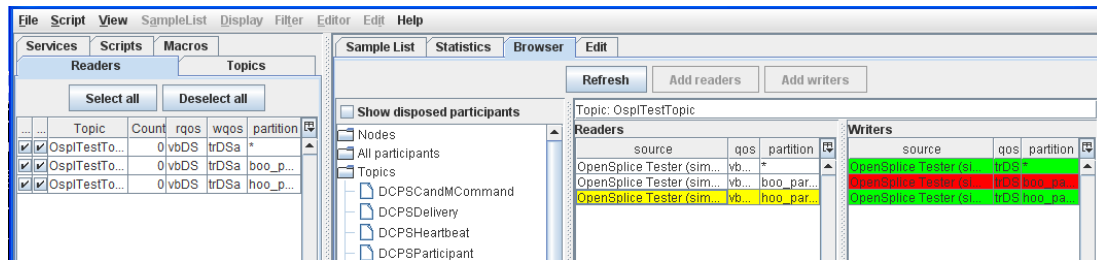 File Script View SampleList Display Filter Editor Edit Help
Services Scripts Macros
Readers Topics
Select all Deselect all
... ... Topic Count rqos wqos partition
OsplTestTo... 0 vbDS trDSa *
OsplTestTo... 0 vbDS trDSa boo_p...
OsplTestTo... 0 vbDS trDSa hoo_p...
Sample List Statistics Browser Edit
Refresh Add readers Add writers
Show disposed participants
Nodes
All participants
Topics
DCPSCandMCommand
DCPSDelivery
DCPSHeartbeat
DCPSParticipant
Topic: OsplTestTopic
Readers
source qos partition
OpenSplice Tester (sim... vb... *
OpenSplice Tester (sim... vb... boo_par...
OpenSplice Tester (sim... vb... hoo_par...
Writers
source qos partition
OpenSplice Tester (si... trDS *
OpenSplice Tester (si... trDS boo_pa...
OpenSplice Tester (si... trDS hoo_pa...